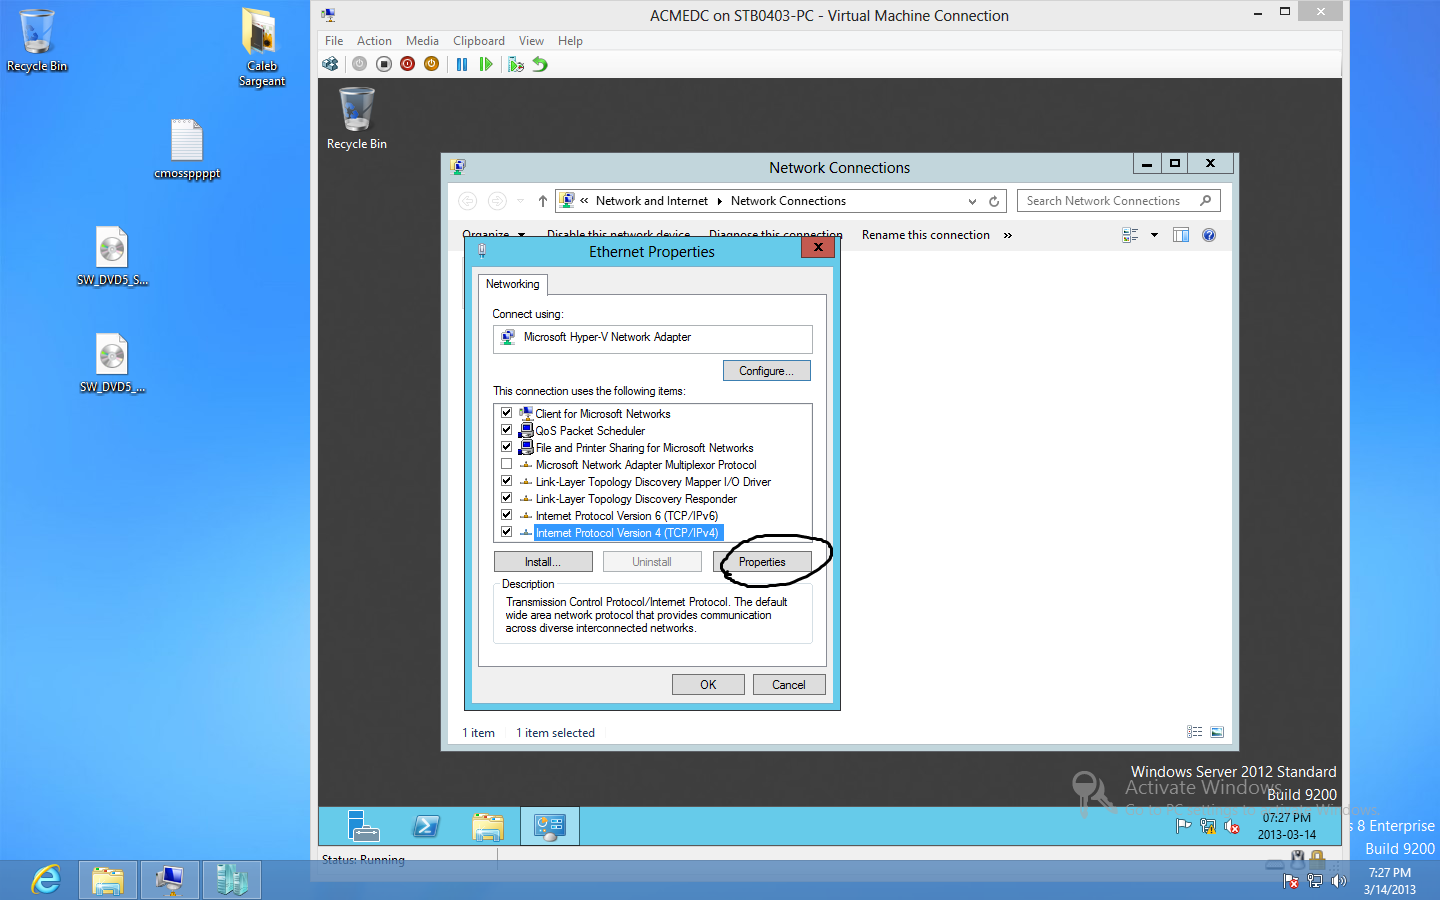 Recycle Bin
Caleb
Sargeant
cmossppppt
SW_DVD5_S...
SW_DVD5_...
ACMEDC on STB0403-PC - Virtual Machine Connection
File Action Media Clipboard View Help
Recycle Bin
Network Connections
« Network and Internet Network Connections
Search Network Connections
Organize Disable this network device Diagnose this connection Rename this connection »
Ethernet Properties
Networking
Connect using:
Microsoft Hyper-V Network Adapter
Configure...
This connection uses the following items:
Client for Microsoft Networks
QoS Packet Scheduler
File and Printer Sharing for Microsoft Networks
Microsoft Network Adapter Multiplexor Protocol
Link-Layer Topology Discovery Mapper I/O Driver
Link-Layer Topology Discovery Responder
Internet Protocol Version 6 (TCP/IPv6)
Internet Protocol Version 4 (TCP/IPv4)
Install... Uninstall Properties
Description
Transmission Control Protocol/Internet Protocol. The default
wide area network protocol that provides communication
across diverse interconnected networks.
OK Cancel
1 item 1 item selected
Windows Server 2012 Standard
Activate Windows
Build 9200
Go to PC settings to activate Windows.
07:27 PM
2013-03-14
s 8 Enterprise
Build 9200
Status: Running
7:27 PM
3/14/2013